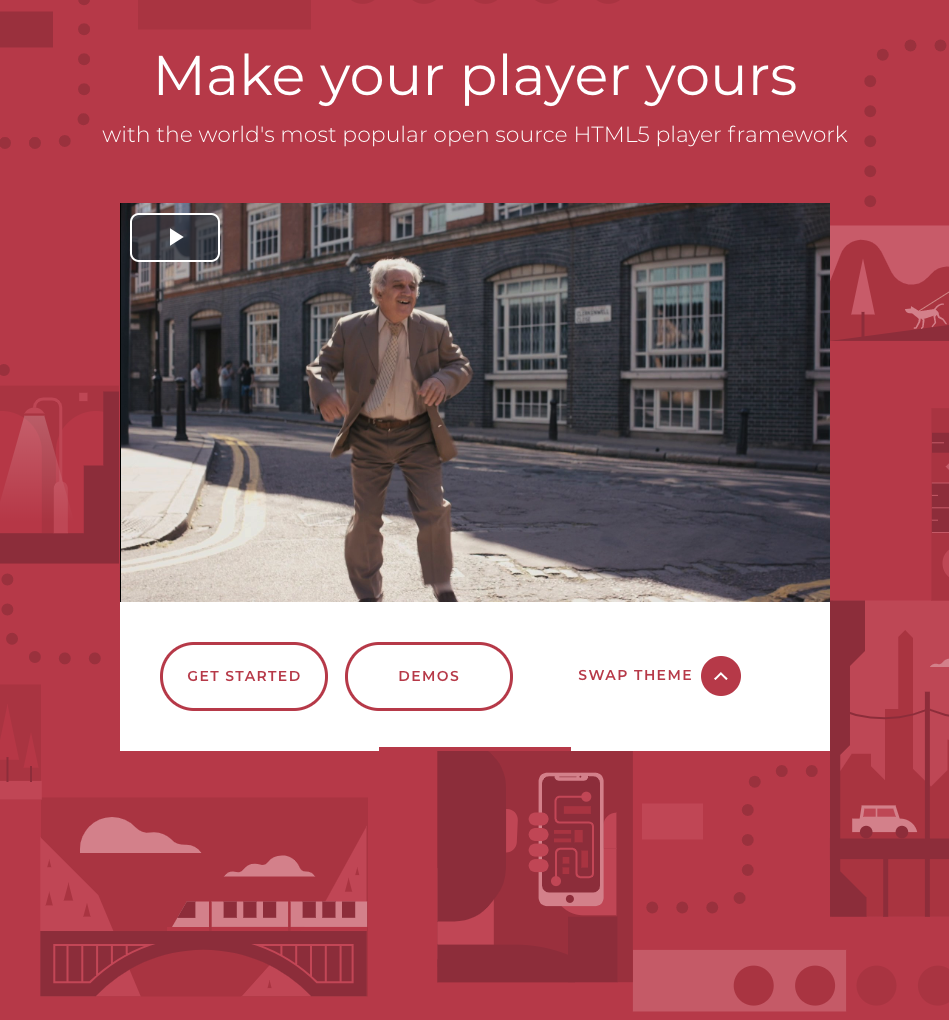 Make your player yours
with the world's most popular open source HTML5 player framework
GET STARTED
DEMOS
SWAP THEME